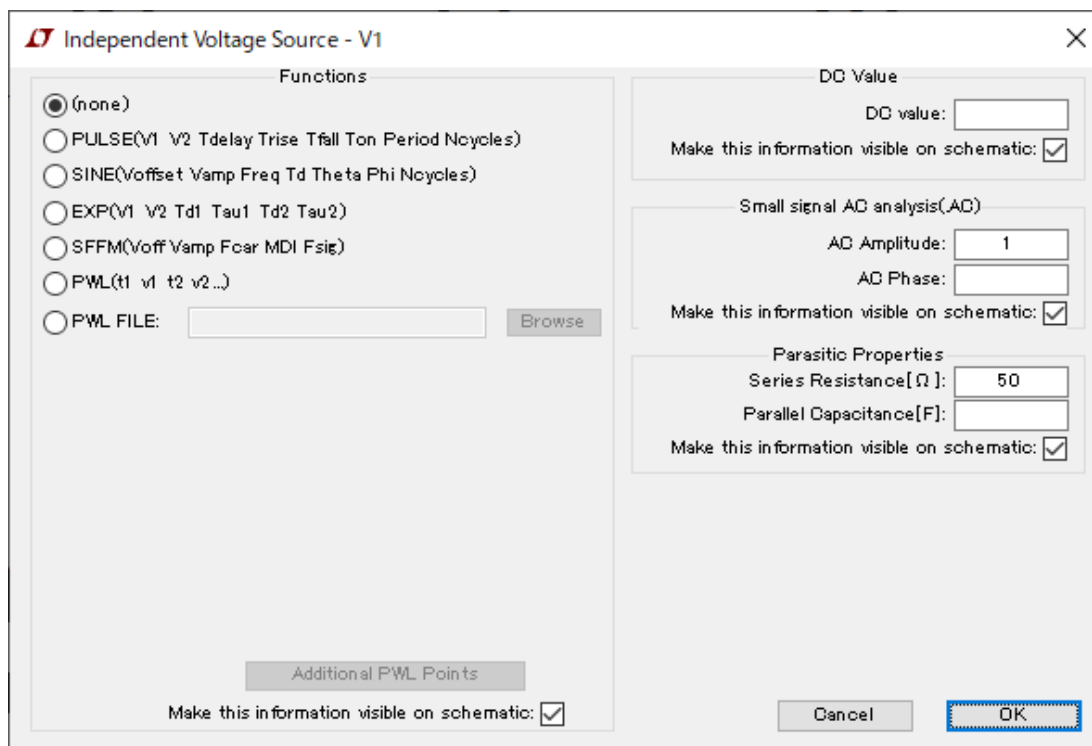 Independent Voltage Source - V1
Functions
(none)
PULSE(V1 V2 Tdelay Trise Tfall Ton Period Ncycles)
SINE(Voffset Vamp Freq Td Theta Phi Ncycles)
EXP(V1 V2 Td1 Tau1 Td2 Tau2)
SFFM(Voff Vamp Fcar MDI Fsig)
PWL(t1 v1 t2 v2...)
PWL FILE:
Browse
Additional PWL Points
Make this information visible on schematic:
DC Value
DC value:
Make this information visible on schematic:
Small signal AC analysis(.AC)
AC Amplitude: 1
AC Phase:
Make this information visible on schematic:
Parasitic Properties
Series Resistance[Ω]: 50
Parallel Capacitance[F]:
Make this information visible on schematic:
Cancel
OK